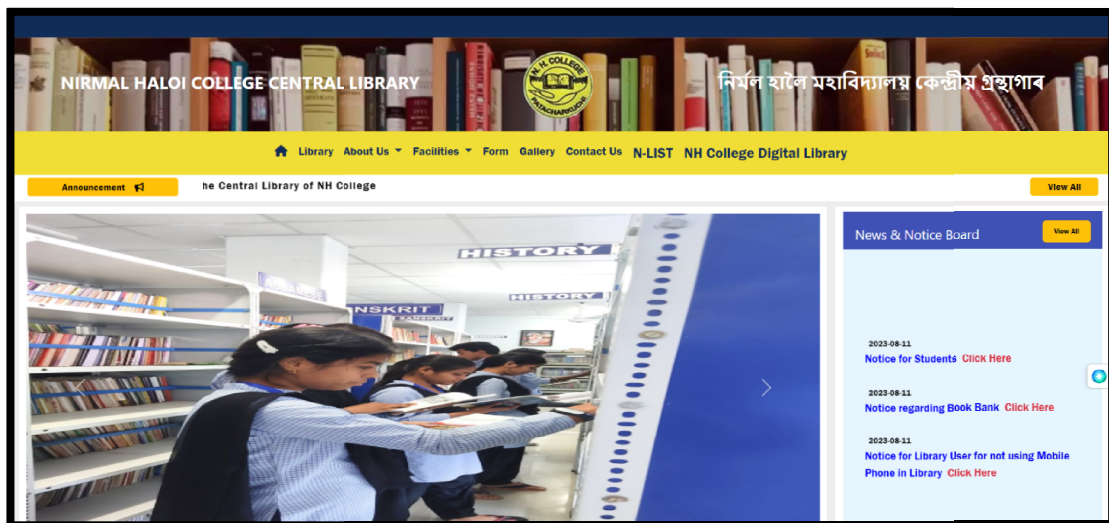 NIRMAL HALOI COLLEGE CENTRAL LIBRARY
N. H. COLLEGE
PATACHARKUCHI
নিৰ্মল হালৈ মহাবিদ্যালয় কেন্দ্ৰীয় গ্ৰন্থাগাৰ
Library About Us Facilities Form Gallery Contact Us N-LIST NH College Digital Library
Announcement he Central Library of NH College View All
HISTORY
HISTORY
NSKRIT
SANSKRIT
News & Notice Board View All
2023-08-11
Notice for Students Click Here
2023-08-11
Notice regarding Book Bank Click Here
2023-08-11
Notice for Library User for not using Mobile
Phone in Library Click Here